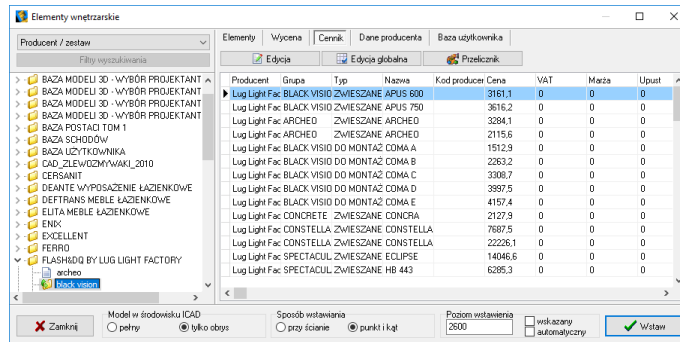 Elementy wnętrzarskie
Producent / zestaw
Filtry wyszukiwania
BAZA MODELI 3D - WYBÓR PROJEKTANT
BAZA MODELI 3D - WYBÓR PROJEKTANT
BAZA MODELI 3D - WYBÓR PROJEKTANT
BAZA MODELI 3D - WYBÓR PROJEKTANT
BAZA POSTACI TOM 1
BAZA SCHODÓW
BAZA UŻYTKOWNIKA
CAD_ZLEWOZMYWAKI_2010
CERSANIT
DEANTE WYPOSAŻENIE ŁAZIENKOWE
DEFTRANS MEBLE ŁAZIENKOWE
ELITA MEBLE ŁAZIENKOWE
ENIX
EXCELLENT
FERRO
FLASH&DQ BY LUG LIGHT FACTORY
archeo
black vision
Elementy Wycena Cennik Dane producenta Baza użytkownika
Edycja Edycja globalna Przelicznik
Producent Grupa Typ Nazwa Kod producer Cena VAT Marża Upust
Lug Light Fac BLACK VISIO ZWIESZANE APUS 600 3161,1 0 0 0
Lug Light Fac BLACK VISIO ZWIESZANE APUS 750 3616,2 0 0 0
Lug Light Fac ARCHEO ZWIESZANE ARCHEO 3284,1 0 0 0
Lug Light Fac ARCHEO ZWIESZANE ARCHEO 2115,6 0 0 0
Lug Light Fac BLACK VISIO DO MONTAŻ COMA A 1512,9 0 0 0
Lug Light Fac BLACK VISIO DO MONTAŻ COMA B 2263,2 0 0 0
Lug Light Fac BLACK VISIO DO MONTAŻ COMA C 3308,7 0 0 0
Lug Light Fac BLACK VISIO DO MONTAŻ COMA D 3997,5 0 0 0
Lug Light Fac BLACK VISIO DO MONTAŻ COMA E 4157,4 0 0 0
Lug Light Fac CONCRETE ZWIESZANE CONCRA 2127,9 0 0 0
Lug Light Fac CONSTELLA ZWIESZANE CONSTELLA 7687,5 0 0 0
Lug Light Fac CONSTELLA ZWIESZANE CONSTELLA 22226,1 0 0 0
Lug Light Fac SPECTACUL ZWIESZANE ECLIPSE 14046,6 0 0 0
Lug Light Fac SPECTACUL ZWIESZANE HB 443 6285,3 0 0 0
Zamknij
Model w środowisku ICAD
pełny tylko obrys
Sposób wstawiania
przy ścianie punkt i kąt
Poziom wstawienia
2600
wskazany
automatyczny
Wstaw